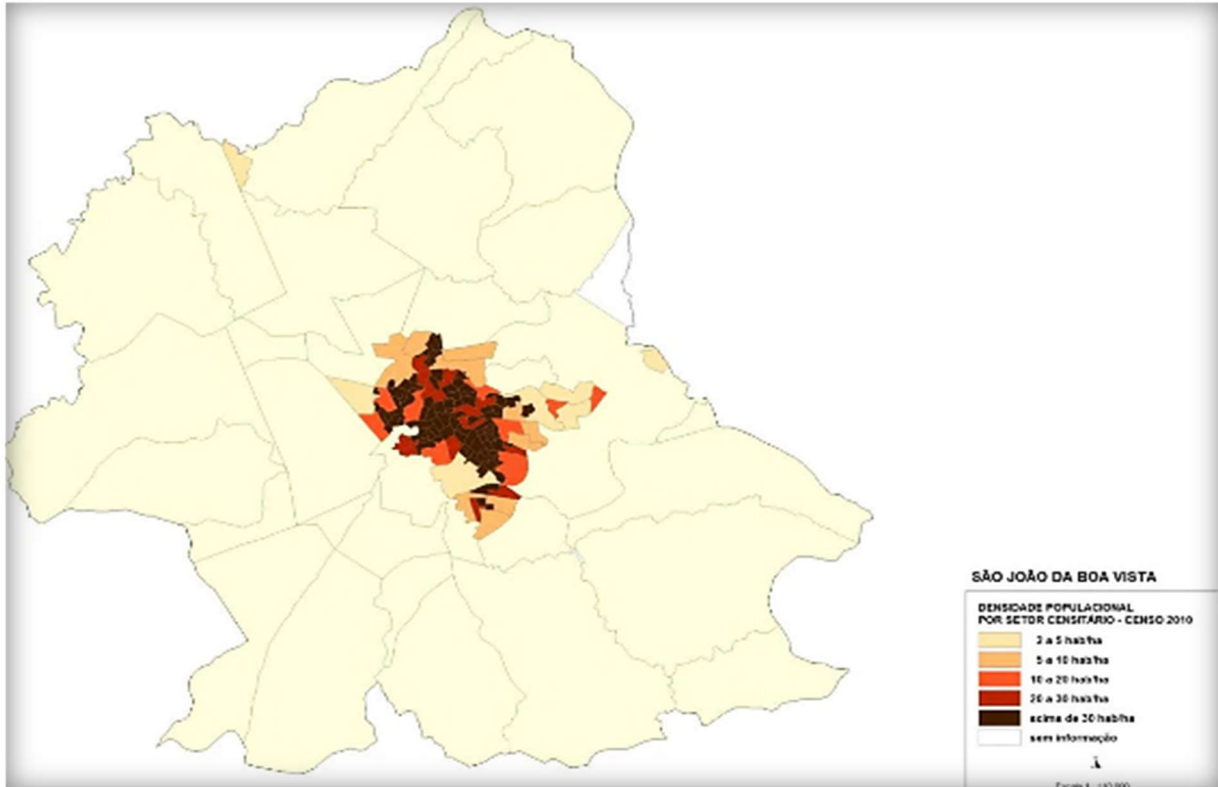 SÃO JOÃO DA BOA VISTA
DENSIDADE POPULACIONAL
POR SETOR CENSITÁRIO - CENSO 2010
3 a 5 hab/ha
5 a 10 hab/ha
10 a 20 hab/ha
20 a 30 hab/ha
acima de 30 hab/ha
sem informação